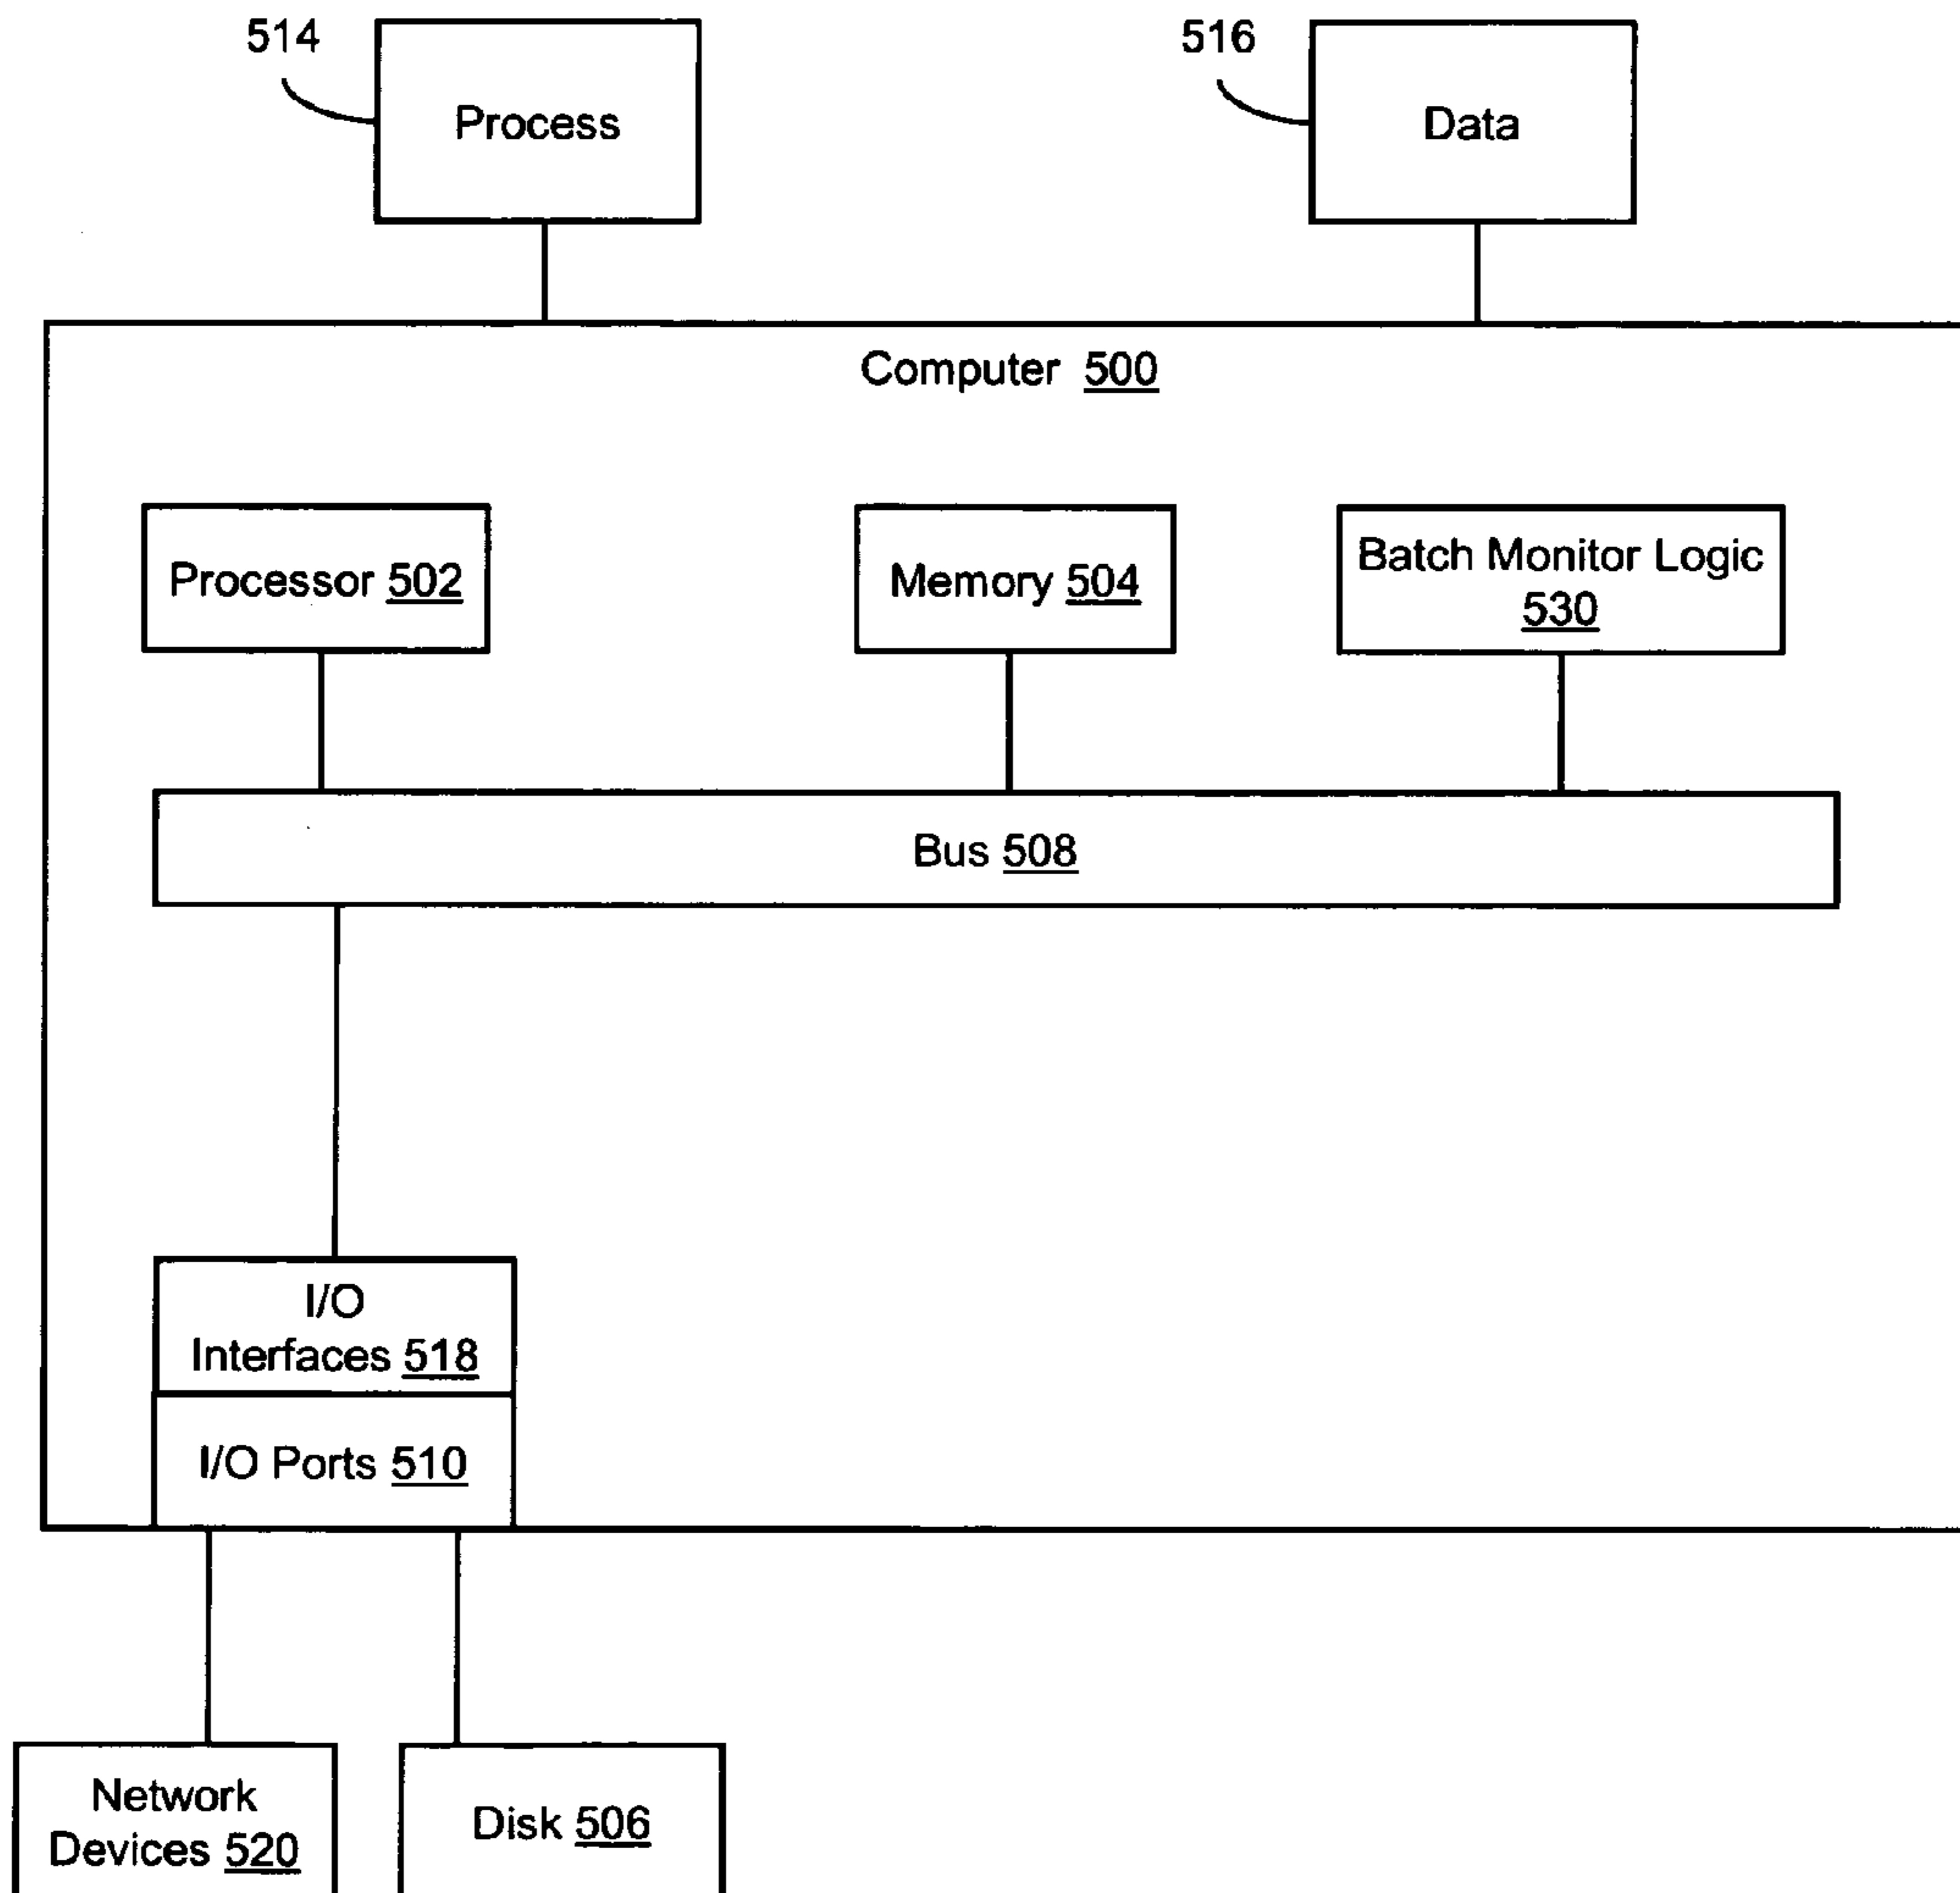 514
Process
516
Data
Computer 500
Processor 502
Memory 504
Batch Monitor Logic
530
Bus 508
I/O
Interfaces 518
I/O Ports 510
Network
Devices 520
Disk 506